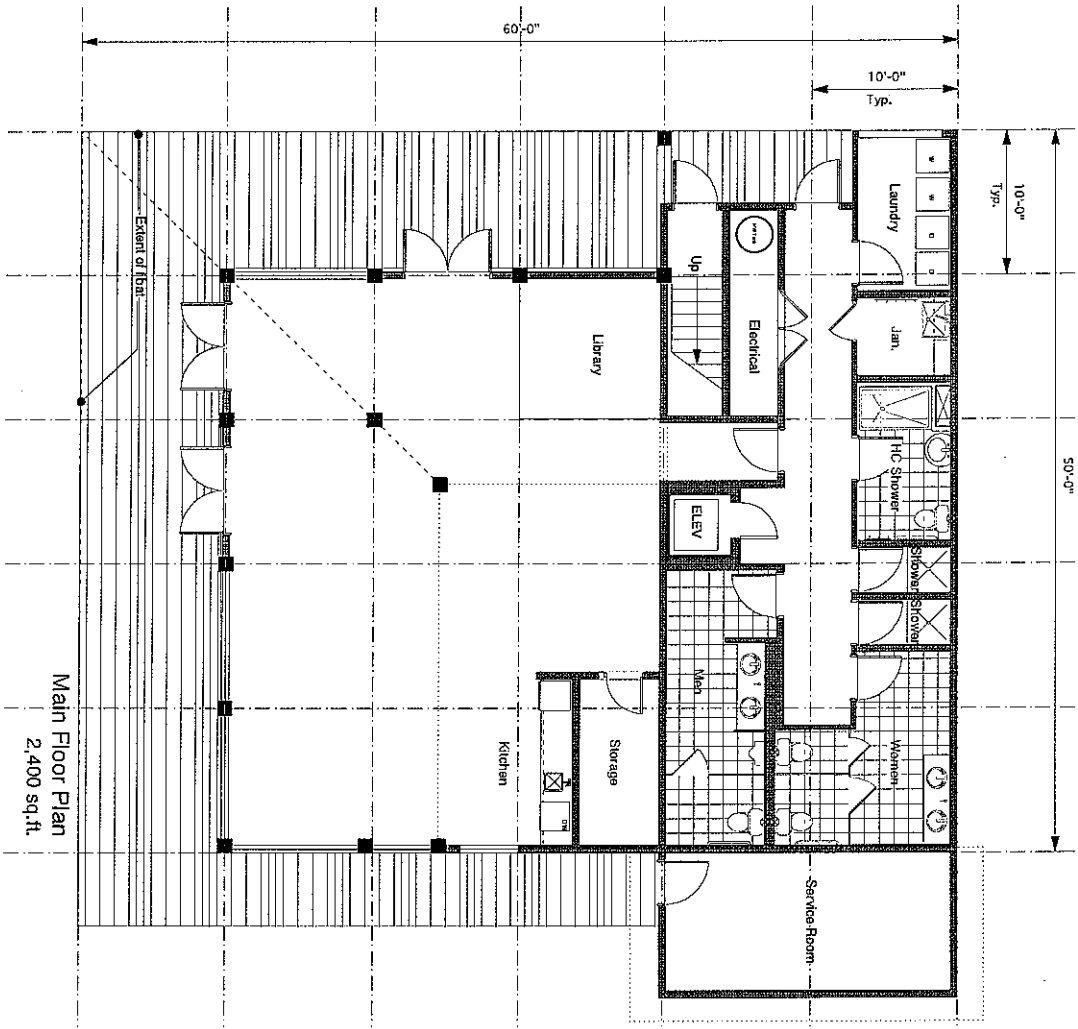 60'-0"
10'-0"
Typ.
10'-0"
Typ.
50'-0"
Laundry
W
W
D
D
Jan.
Up
Electrical
Library
Extent of float
HC Shower
ELEV
Shower
Shower
Men
Women
Storage
Kitchen
DW
Service Room
Main Floor Plan
2,400 sq.ft.